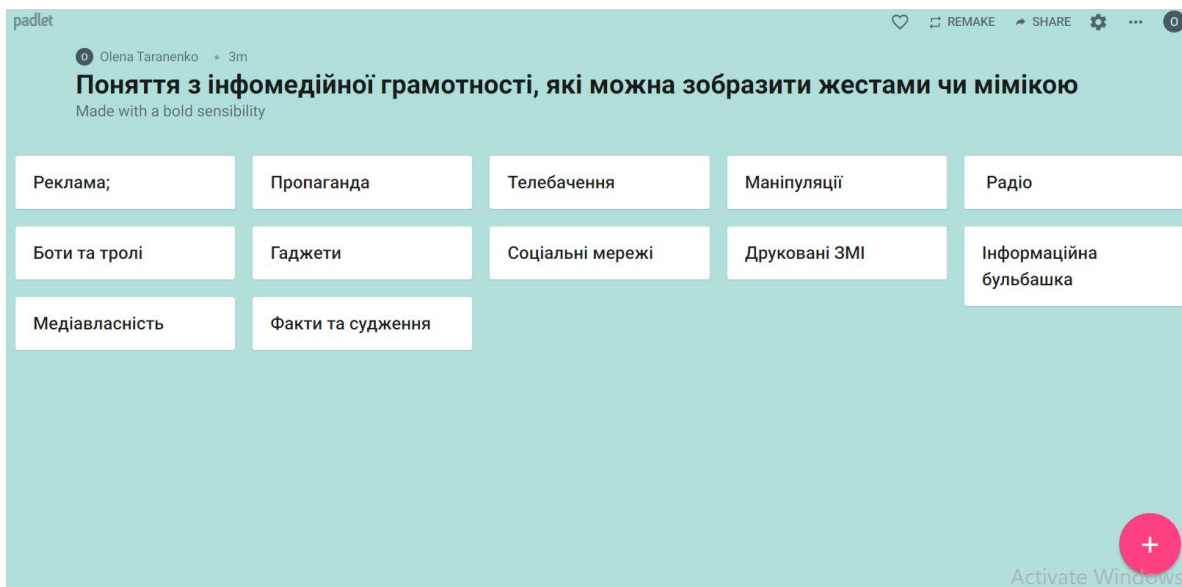 padlet
REMAKE SHARE
O
O Olena Taranenko • 3m
Поняття з інфомедійної грамотності, які можна зобразити жестами чи мімікою
Made with a bold sensibility
Реклама;
Пропаганда
Телебачення
Маніпуляції
Радіо
Боти та тролі
Гаджети
Соціальні мережі
Друковані ЗМІ
Інформаційна
бульбашка
Медіавласність
Факти та судження
+
Activate Windows